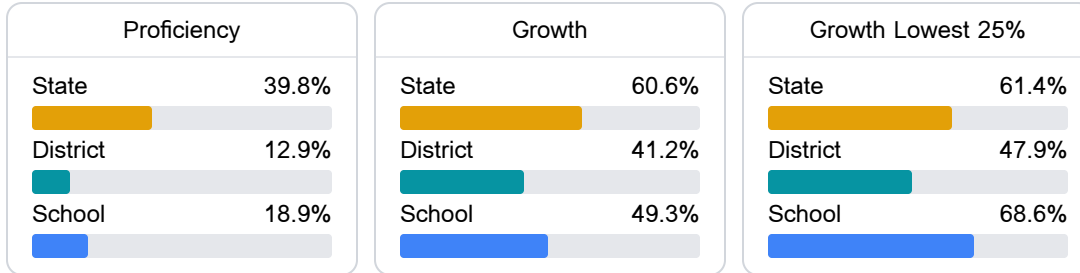 Proficiency
State 39.8%
District 12.9%
School 18.9%
Growth
State 60.6%
District 41.2%
School 49.3%
Growth Lowest 25%
State 61.4%
District 47.9%
School 68.6%